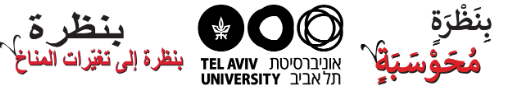 بنظرة
بنظرة إلى تغيّرات المناخ
TEL AVIV
UNIVERSITY
אוניברסיטת
תל אביב
بِنَظْرَةٍ
مُحَوْسَبَةٍ